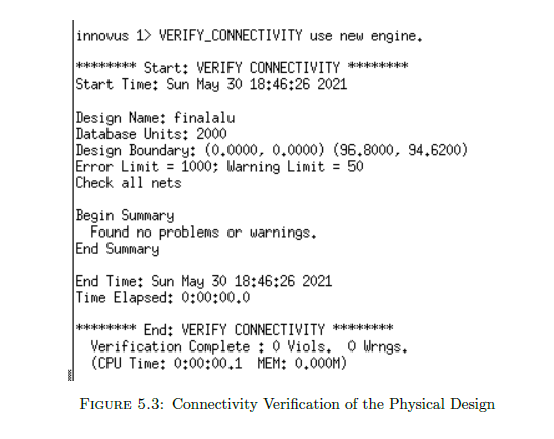 innovus 1> VERIFY_CONNECTIVITY use new engine.
******** Start: VERIFY CONNECTIVITY ********
Start Time: Sun May 30 18:46:26 2021
Design Name: finalalu
Database Units: 2000
Design Boundary: (0.0000, 0.0000) (96.8000, 94.6200)
Error Limit = 1000; Warning Limit = 50
Check all nets
Begin Summary
Found no problems or warnings.
End Summary
End Time: Sun May 30 18:46:26 2021
Time Elapsed: 0:00:00.0
******** End: VERIFY CONNECTIVITY ********
Verification Complete : 0 Viols. 0 Wrngs.
(CPU Time: 0:00:00.1 MEM: 0.000M)
FIGURE 5.3: Connectivity Verification of the Physical Design